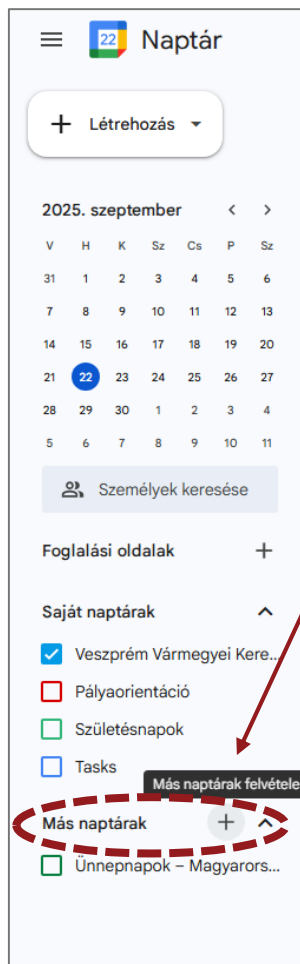 22 Naptár
+ Létrehozás
2025. szeptember < >
V H K Sz Cs P Sz
31 1 2 3 4 5 6
7 8 9 10 11 12 13
14 15 16 17 18 19 20
21 22 23 24 25 26 27
28 29 30 1 2 3 4
5 6 7 8 9 10 11
Személyek keresése
Foglalási oldalak +
Saját naptárak
Veszprém Vármegyei Kere...
Pályaorientáció
Születésnapok
Tasks
Más naptárak felvétele
Más naptárak +
Ünnepnapok – Magyarors...